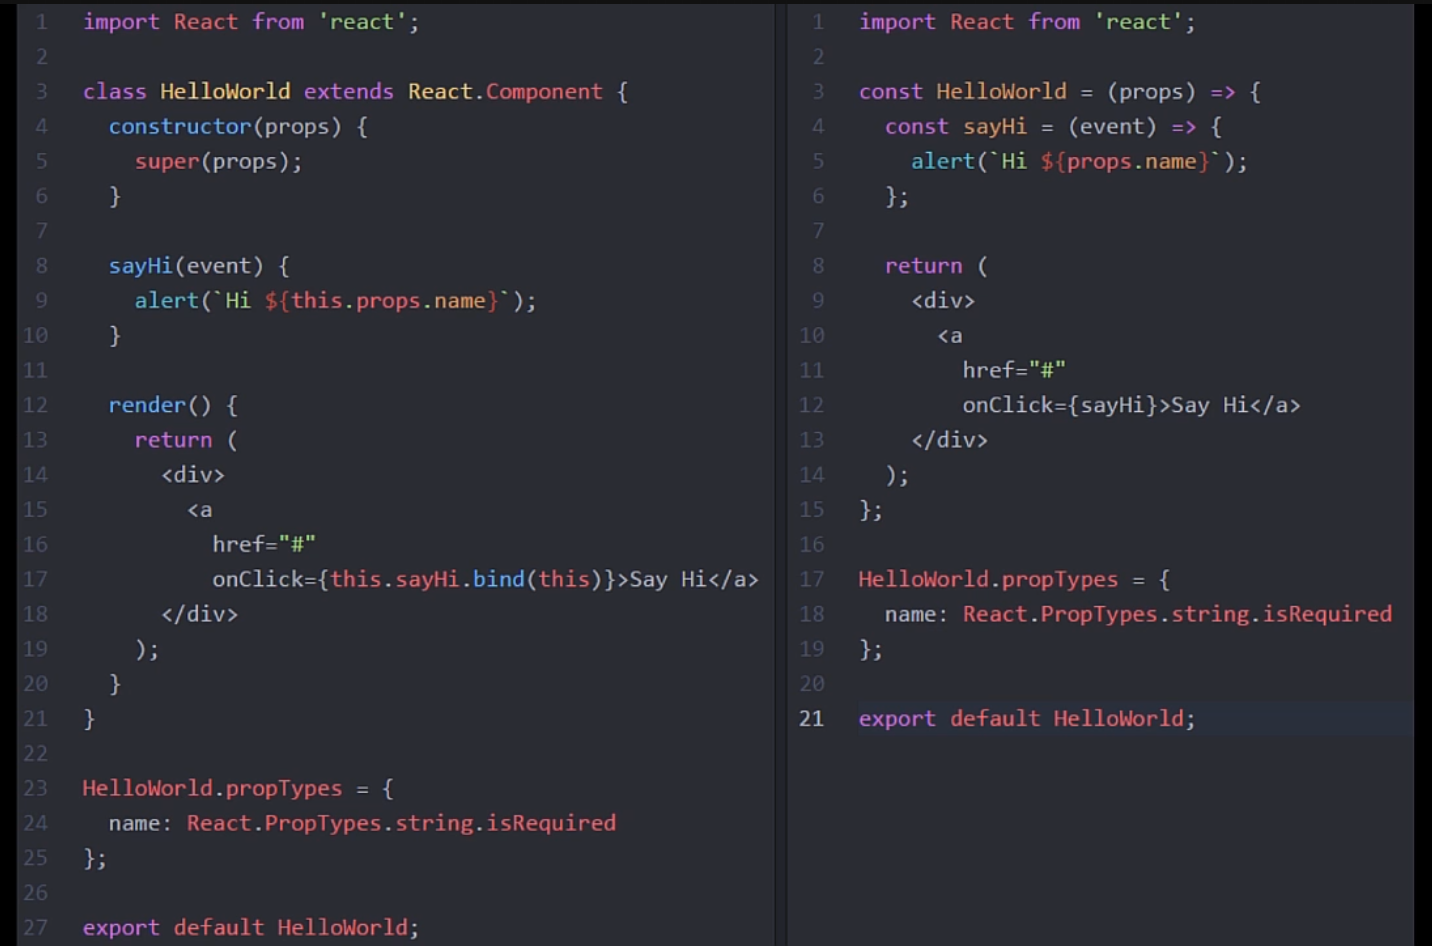 1 import React from 'react';
2
3 class HelloWorld extends React.Component {
4   constructor(props) {
5     super(props);
6   }
7
8   sayHi(event) {
9     alert(`Hi ${this.props.name}`);
10   }
11
12   render() {
13     return (
14       <div>
15         <a
16           href="#"
17           onClick={this.sayHi.bind(this)}>Say Hi</a>
18       </div>
19     );
20   }
21 }
22
23 HelloWorld.propTypes = {
24   name: React.PropTypes.string.isRequired
25 };
26
27 export default HelloWorld;
1 import React from 'react';
2
3 const HelloWorld = (props) => {
4   const sayHi = (event) => {
5     alert(`Hi ${props.name}`);
6   };
7
8   return (
9     <div>
10       <a
11         href="#"
12         onClick={sayHi}>Say Hi</a>
13     </div>
14   );
15 };
16
17 HelloWorld.propTypes = {
18   name: React.PropTypes.string.isRequired
19 };
20
21 export default HelloWorld;